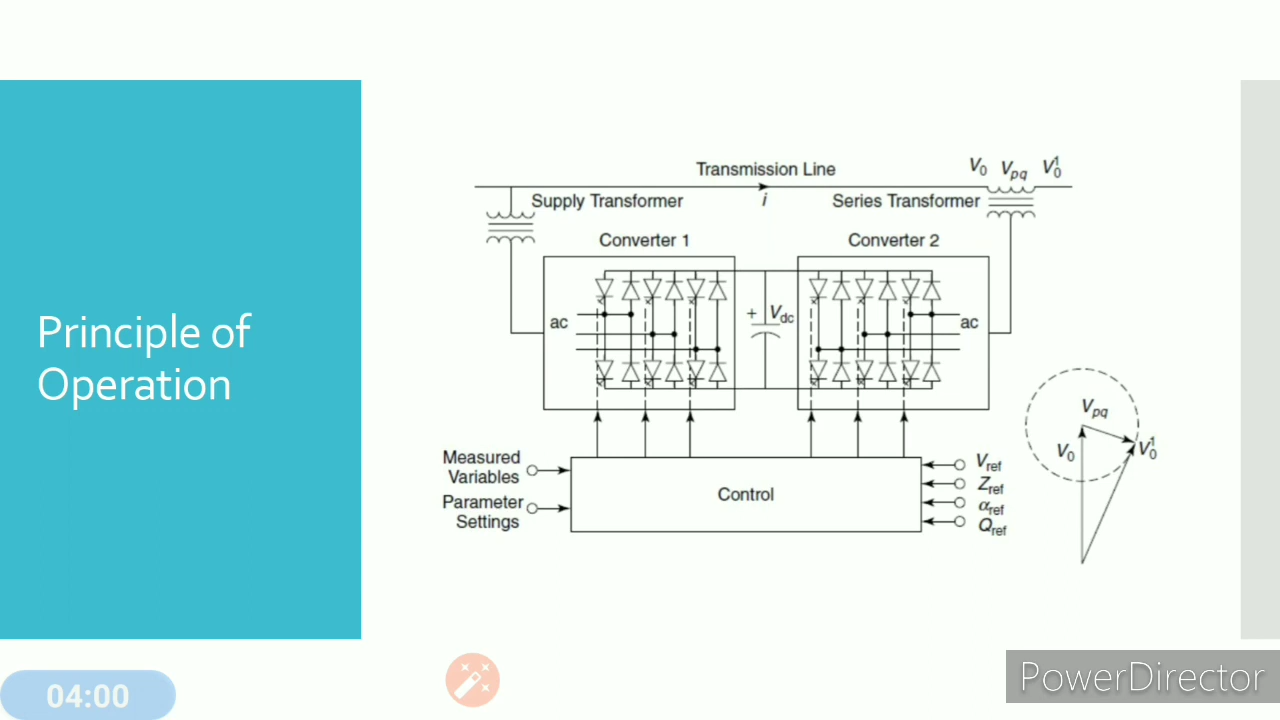 Principle of
Operation
Transmission Line
V0 Vpq V0¹
Supply Transformer
i
Series Transformer
Converter 1
Converter 2
ac
+ Vdc
ac
Vpq
V0
V0¹
Measured
Variables
Parameter
Settings
Control
Vref
Zref
αref
Qref
04:00
PowerDirector